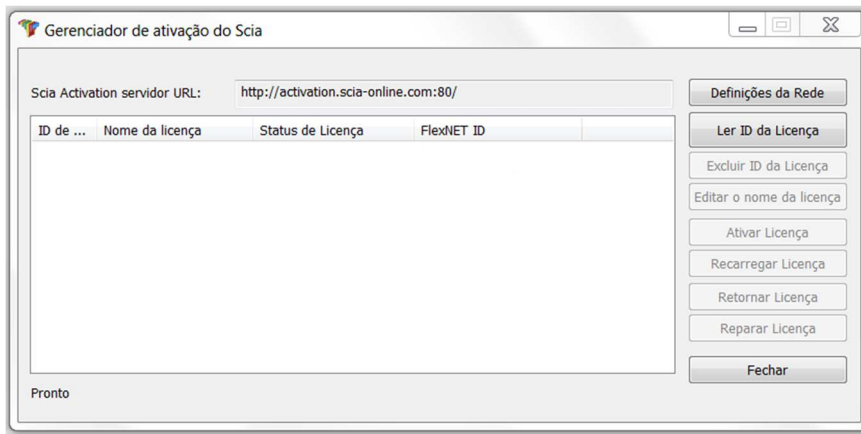 Gerenciador de ativação do Scia
Scia Activation servidor URL: http://activation.scia-online.com:80/ Definições da Rede
ID de ... Nome da licença Status de Licença FlexNET ID Ler ID da Licença
Excluir ID da Licença
Editar o nome da licença
Ativar Licença
Recarregar Licença
Retornar Licença
Reparar Licença
Fechar
Pronto